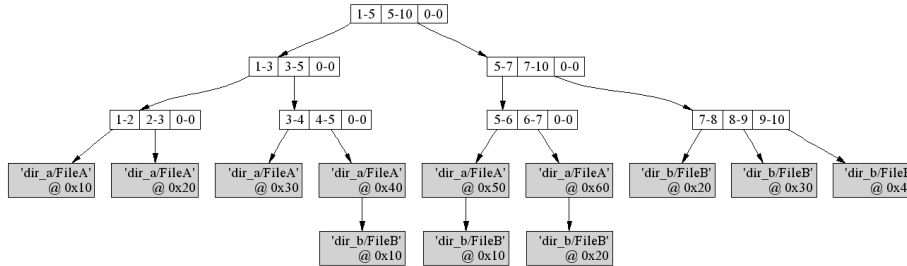 1-5 5-10 0-0
1-3 3-5 0-0
5-7 7-10 0-0
1-2 2-3 0-0
3-4 4-5 0-0
5-6 6-7 0-0
7-8 8-9 9-10
'dir_a/FileA'
@ 0x10
'dir_a/FileA'
@ 0x20
'dir_a/FileA'
@ 0x30
'dir_a/FileA'
@ 0x40
'dir_a/FileA'
@ 0x50
'dir_a/FileA'
@ 0x60
'dir_b/FileB'
@ 0x20
'dir_b/FileB'
@ 0x30
'dir_b/File
@ 0x4
'dir_b/FileB'
@ 0x10
'dir_b/FileB'
@ 0x10
'dir_b/FileB'
@ 0x20